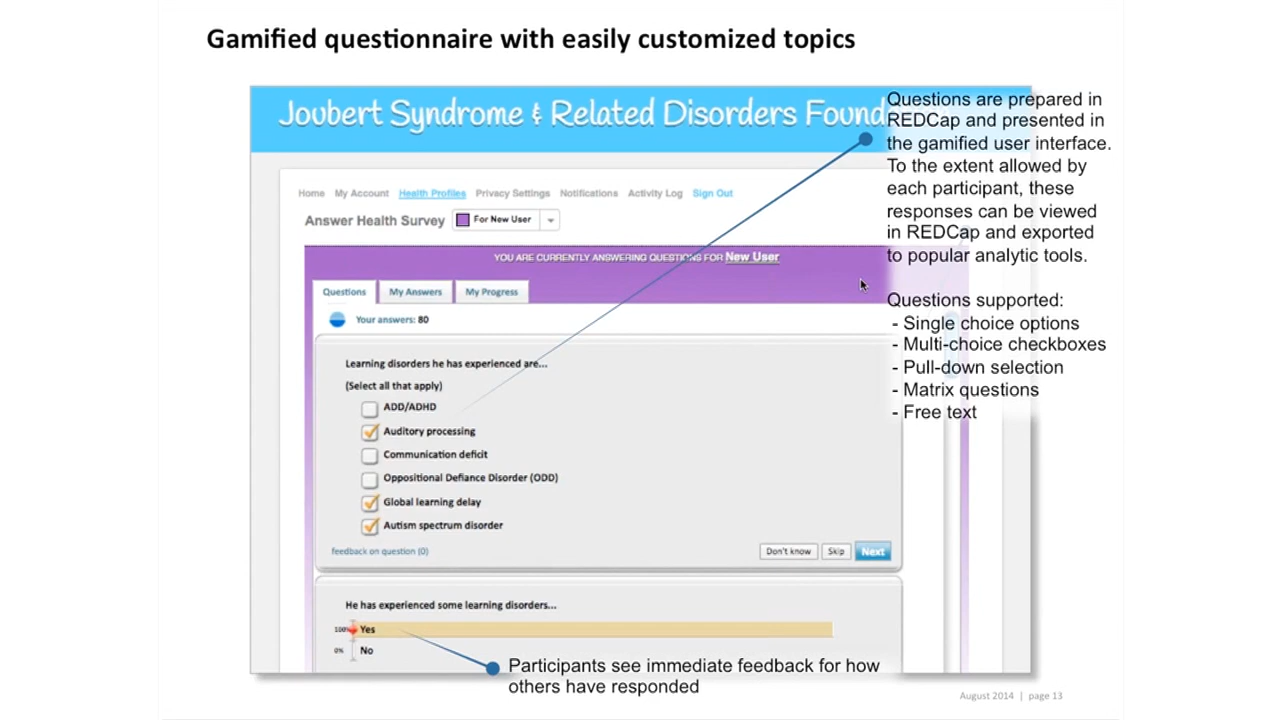 Gamified questionnaire with easily customized topics
Joubert Syndrome & Related Disorders Found
Home My Account Health Profiles Privacy Settings Notifications Activity Log Sign Out
Answer Health Survey For New User
YOU ARE CURRENTLY ANSWERING QUESTIONS FOR New User
Questions My Answers My Progress
Your answers: 80
Learning disorders he has experienced are...
(Select all that apply)
ADD/ADHD
Auditory processing
Communication deficit
Oppositional Defiance Disorder (ODD)
Global learning delay
Autism spectrum disorder
feedback on question (0) Don't know Skip Next
He has experienced some learning disorders...
100% Yes
0% No
Questions are prepared in
REDCap and presented in
the gamified user interface.
To the extent allowed by
each participant, these
responses can be viewed
in REDCap and exported
to popular analytic tools.
Questions supported:
- Single choice options
- Multi-choice checkboxes
- Pull-down selection
- Matrix questions
- Free text
Participants see immediate feedback for how
others have responded
August 2014 | page 13